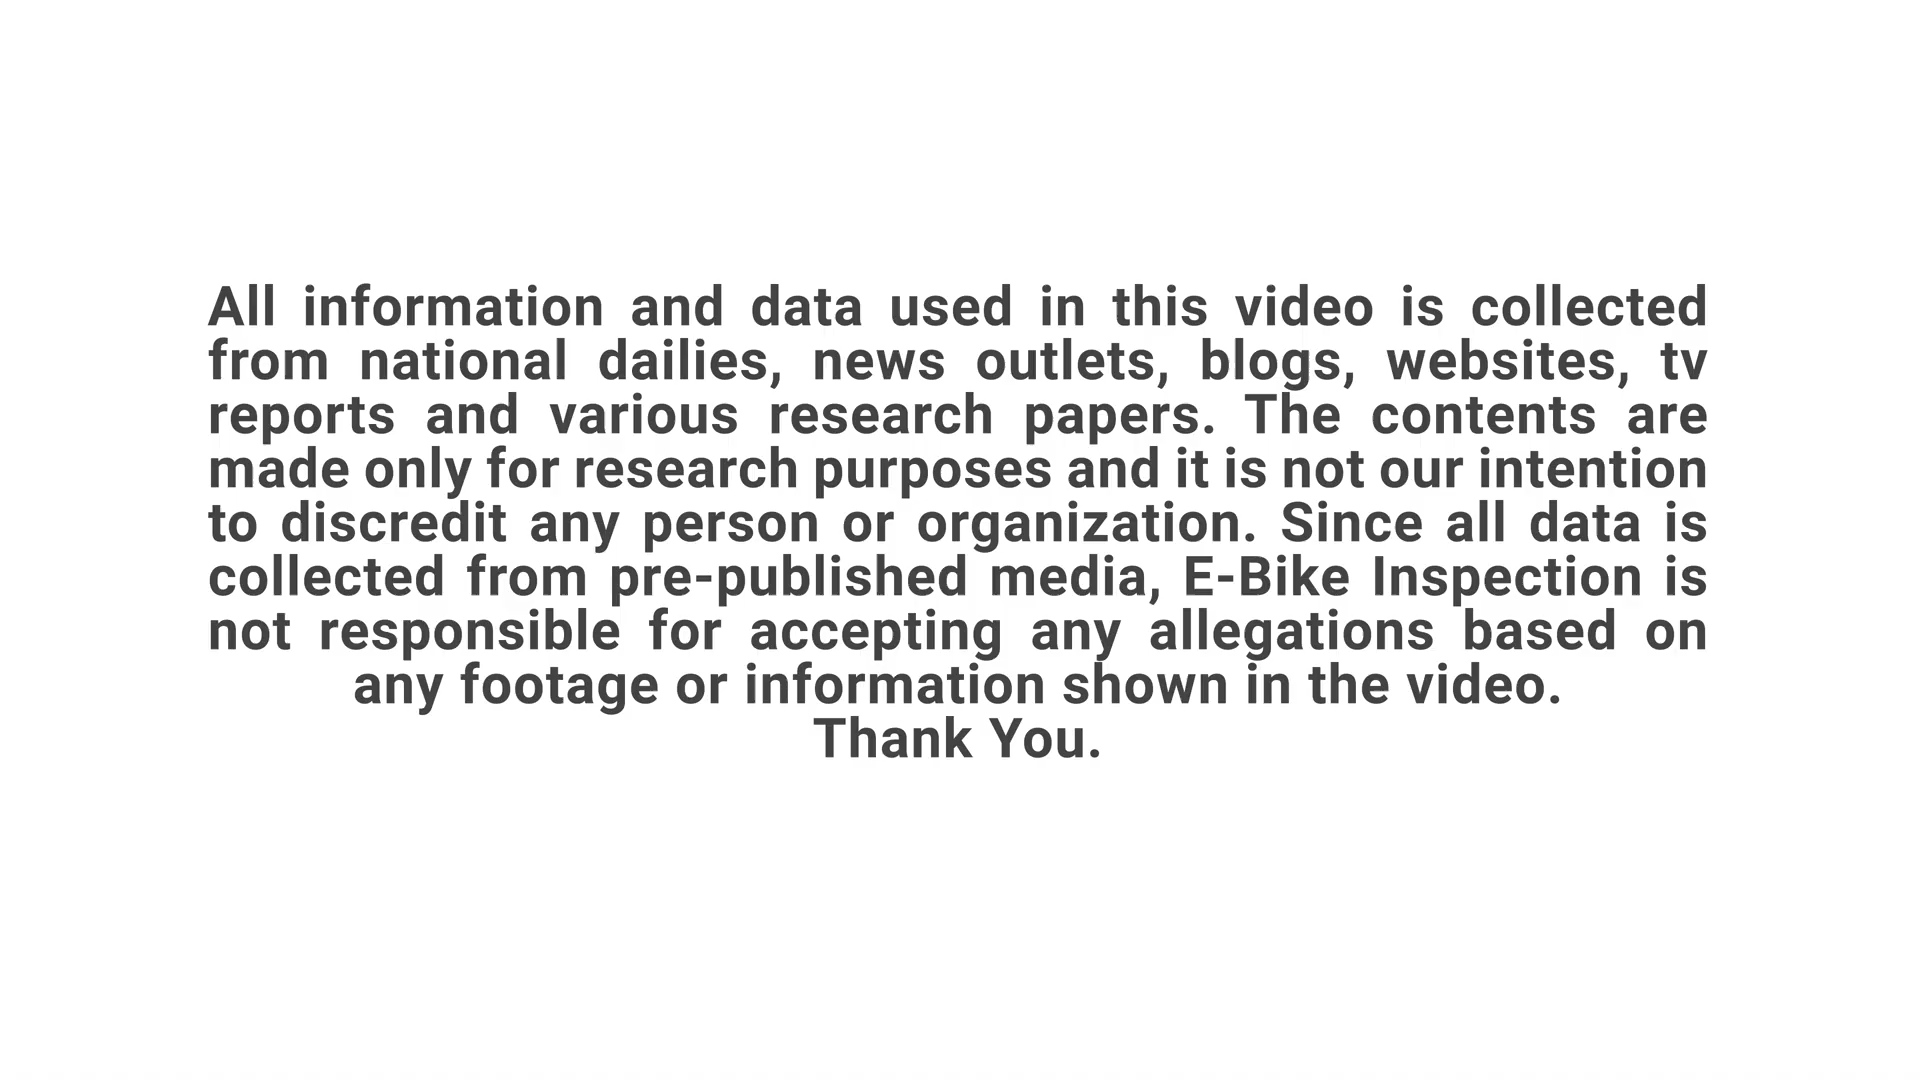 All information and data used in this video is collected
from national dailies, news outlets, blogs, websites, tv
reports and various research papers. The contents are
made only for research purposes and it is not our intention
to discredit any person or organization. Since all data is
collected from pre-published media, E-Bike Inspection is
not responsible for accepting any allegations based on
any footage or information shown in the video.
Thank You.